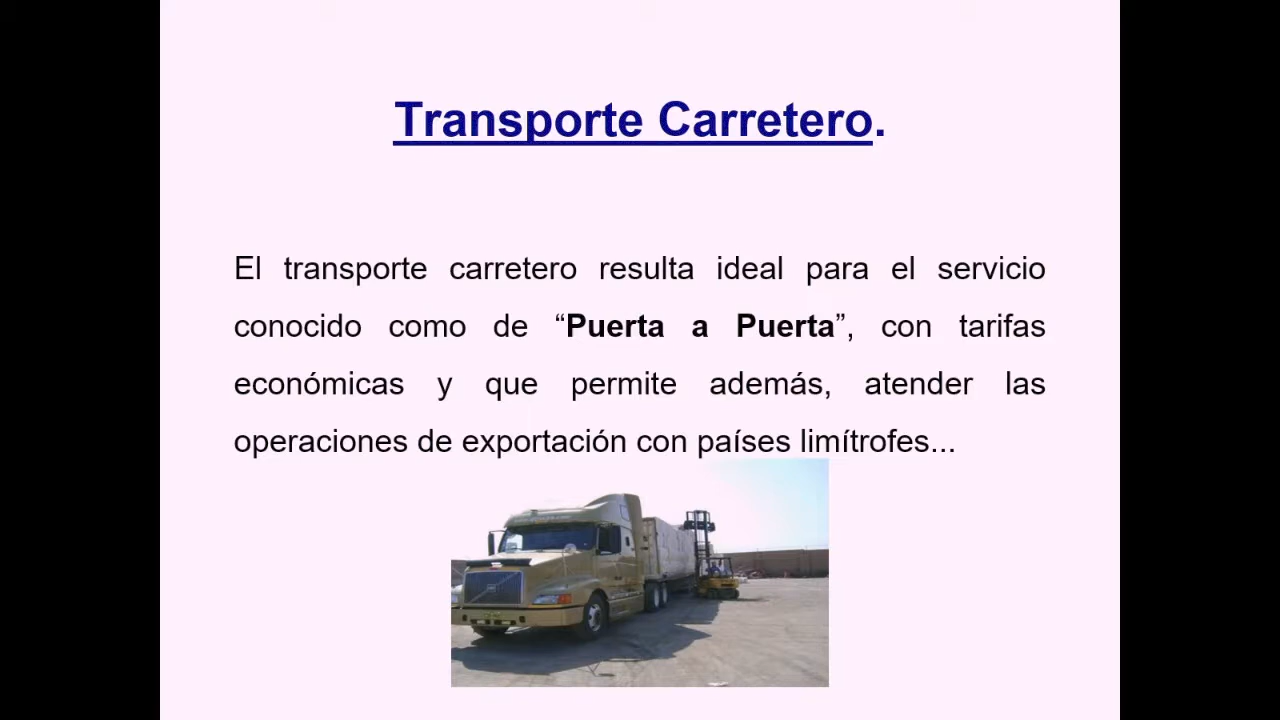 Transporte Carretero.
El transporte carretero resulta ideal para el servicio
conocido como de “Puerta a Puerta”, con tarifas
económicas y que permite además, atender las
operaciones de exportación con países limítrofes...